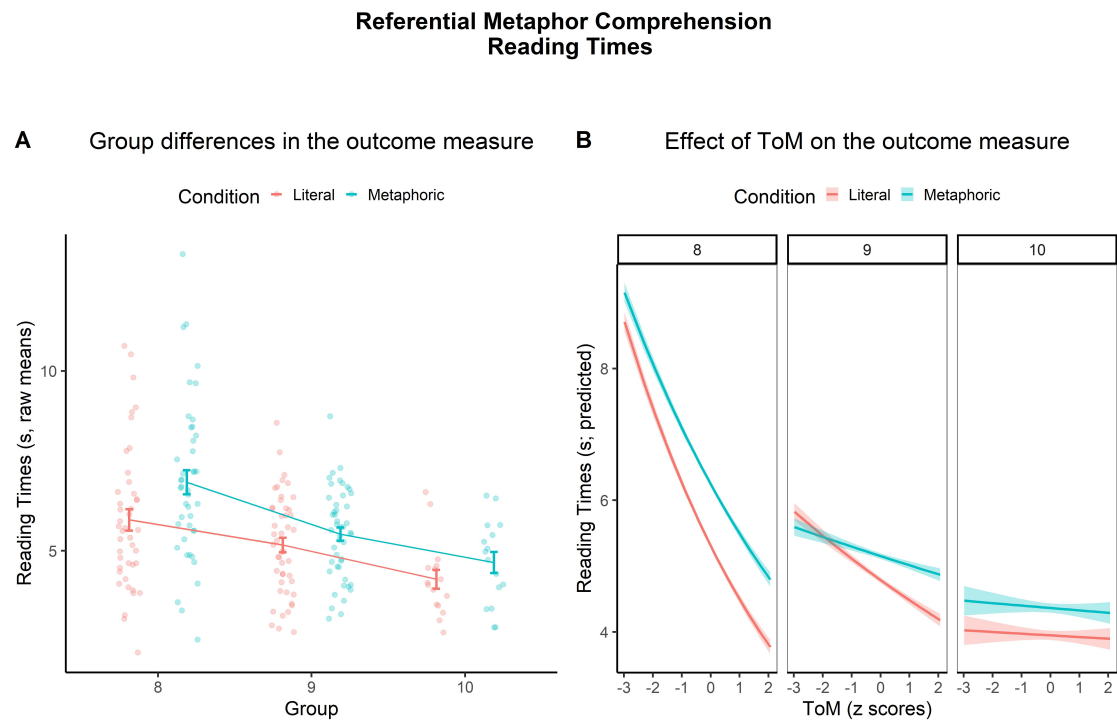 Referential Metaphor Comprehension
Reading Times
A
Group differences in the outcome measure
Condition Literal Metaphoric
Reading Times (s, raw means)
10
5
8 9 10
Group
B
Effect of ToM on the outcome measure
Condition Literal Metaphoric
8 9 10
Reading Times (s; predicted)
8
6
4
-3 -2 -1 0 1 2 -3 -2 -1 0 1 2 -3 -2 -1 0 1 2
ToM (z scores)